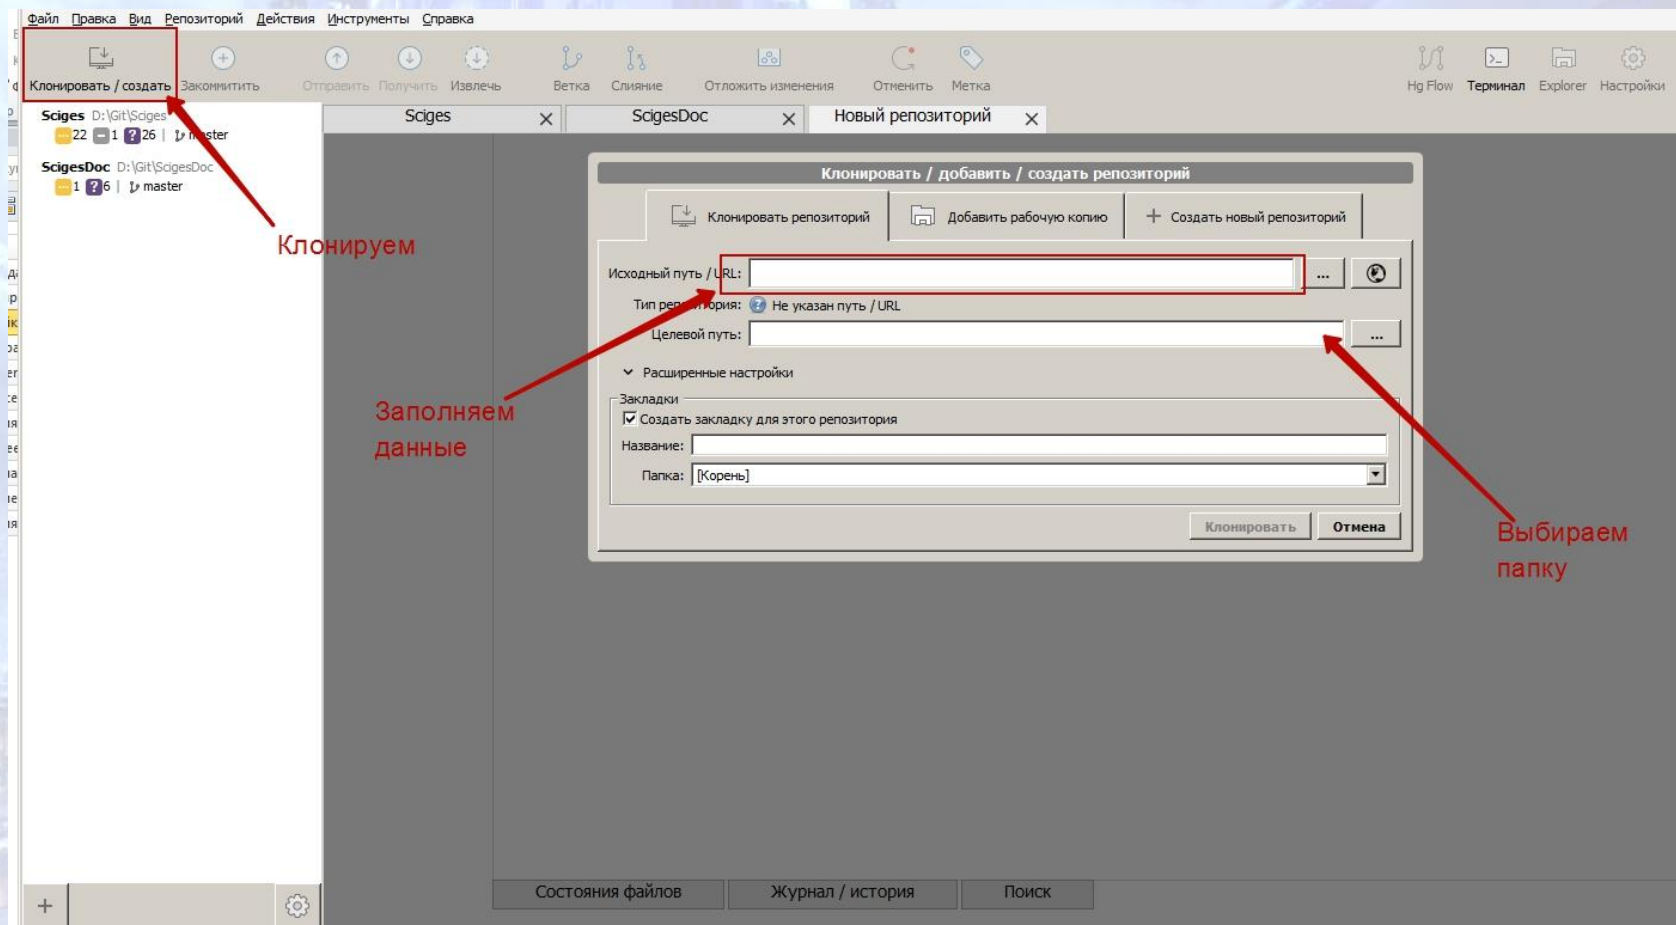 Файл Правка Вид Репозиторий Действия Инструменты Справка
Клонировать / создать Закоммитить Отправить Получить Извлечь Ветка Слияние Отложить изменения Отменить Метка Hg Flow Терминал Explorer Настройки
Sciges D:\Git\Sciges
22 1 ? 26 master
ScigesDoc D:\Git\ScigesDoc
1 ? 6 master
Sciges ScigesDoc Новый репозиторий
Клонировать / добавить / создать репозиторий
Клонировать репозиторий Добавить рабочую копию + Создать новый репозиторий
Клонируем
Исходный путь / URL: ...
Тип репозитория: ? Не указан путь / URL
Целевой путь: ...
Расширенные настройки
Закладки
Создать закладку для этого репозитория
Название:
Папка: [Корень]
Клонировать Отмена
Заполняем
данные
Выбираем
папку
Состояния файлов Журнал / история Поиск